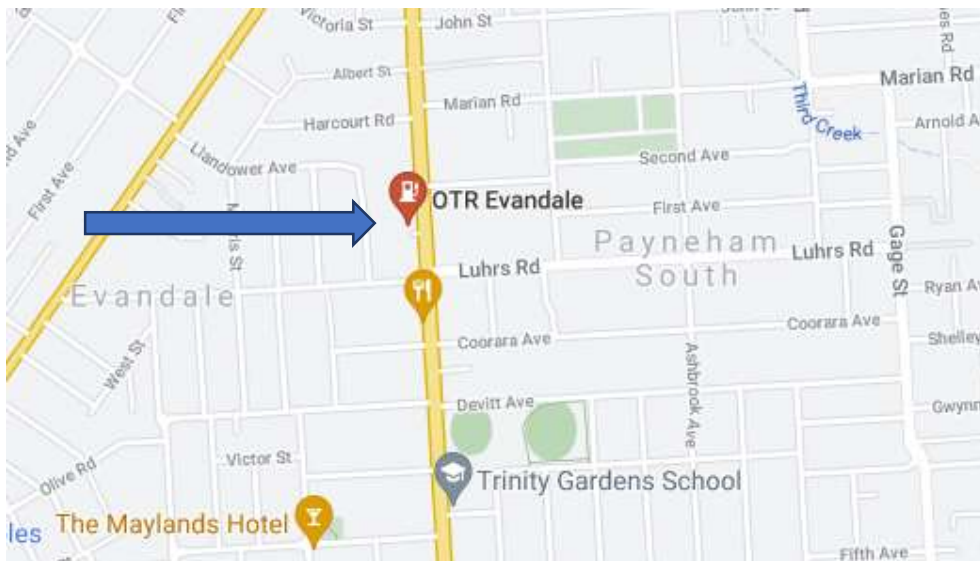 Victoria St
John St
Albert St
Marian Rd
Marian Rd
Harcourt Rd
Third Creek
Arnold A
Llandower Ave
Second Ave
First Ave
OTR Evandale
First Ave
Payneham
South
Luhrs Rd
Luhrs Rd
Gage St
Evandale
Ryan Av
Coorara Ave
Coorara Ave
Shelley
West St
Ashbrook Ave
Devitt Ave
Gwynn
Victor St
Olive Rd
Trinity Gardens School
The Maylands Hotel
les
Fifth Ave